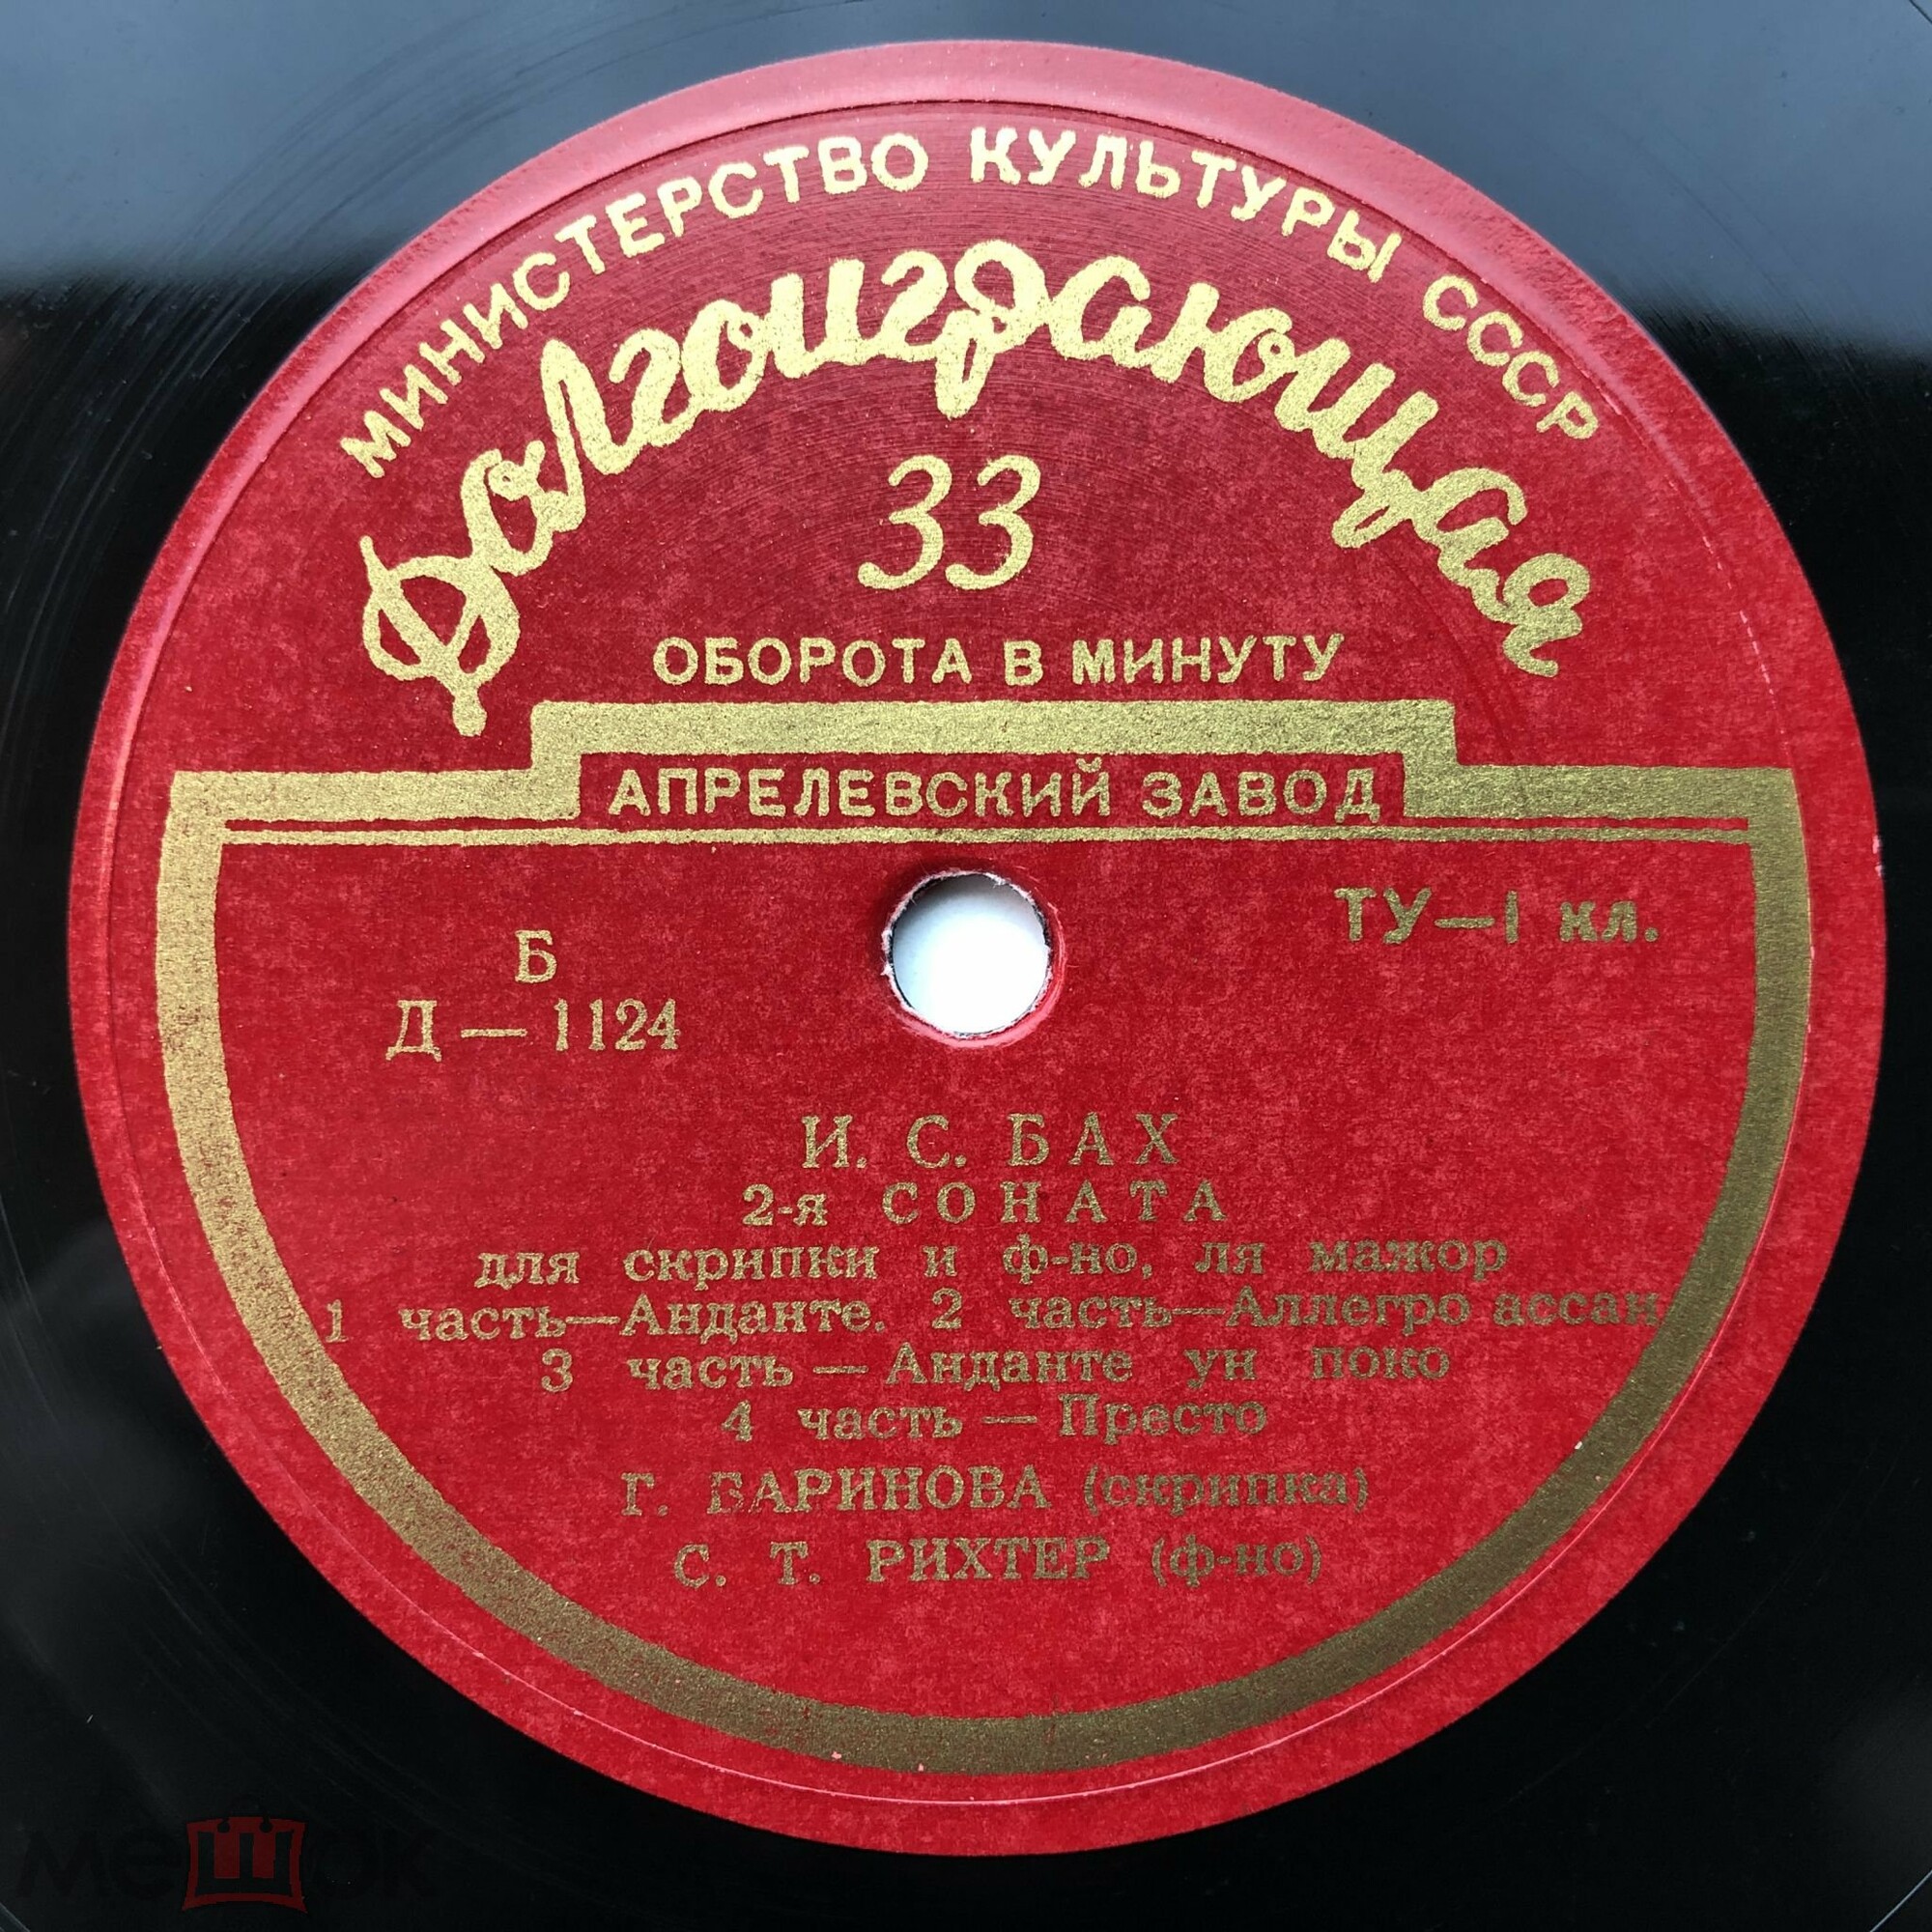 МИНИСТЕРСТВО КУЛЬТУРЫ СССР
Долгоиграющая
33
ОБОРОТА В МИНУТУ
АПРЕЛЕВСКИЙ ЗАВОД
ТУ—1 кл.
Б
Д — 1124
И. С. БАХ
2-я СОНАТА
для скрипки и ф-но, ля мажор
1 часть—Анданте. 2 часть—Аллегро ассаи
3 часть — Анданте ун поко
4 часть — Престо
Г. БАРИНОВА (скрипка)
С. Т. РИХТЕР (ф-но)
мешок